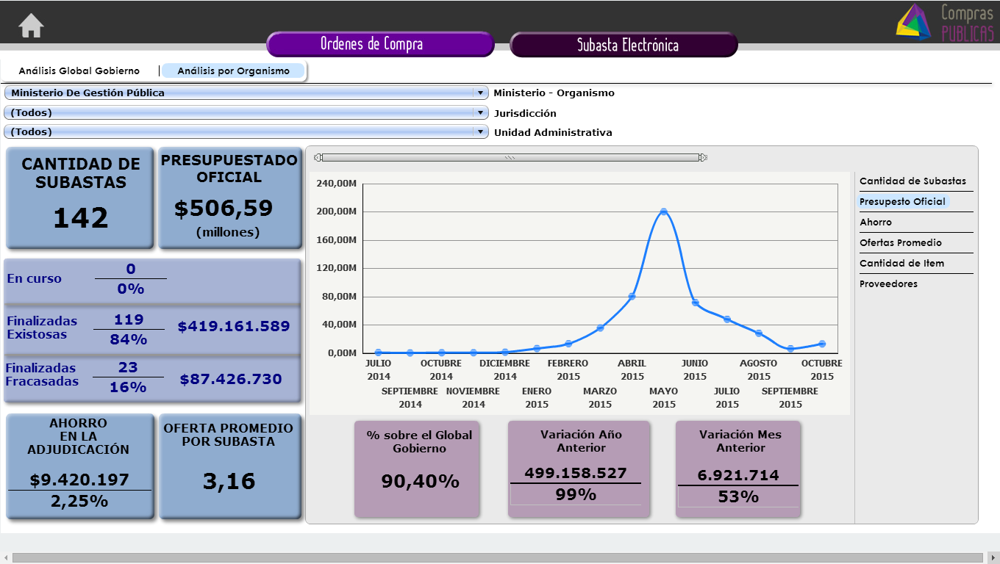 Compras
PUBLICAS
Ordenes de Compra
Subasta Electrónica
Análisis Global Gobierno
Análisis por Organismo
Ministerio De Gestión Pública
Ministerio - Organismo
(Todos)
Jurisdicción
(Todos)
Unidad Administrativa
CANTIDAD DE
SUBASTAS
142
PRESUPUESTADO
OFICIAL
$506,59
(millones)
En curso
0
0%
Finalizadas
Existosas
119
84%
$419.161.589
Finalizadas
Fracasadas
23
16%
$87.426.730
AHORRO
EN LA
ADJUDICACIÓN
$9.420.197
2,25%
OFERTA PROMEDIO
POR SUBASTA
3,16
240,00M
200,00M
160,00M
120,00M
80,00M
40,00M
0,00M
JULIO
2014
SEPTIEMBRE
2014
OCTUBRE
2014
NOVIEMBRE
2014
DICIEMBRE
2014
ENERO
2015
FEBRERO
2015
MARZO
2015
ABRIL
2015
MAYO
2015
JUNIO
2015
JULIO
2015
AGOSTO
2015
SEPTIEMBRE
2015
OCTUBRE
2015
Cantidad de Subastas
Presupesto Oficial
Ahorro
Ofertas Promedio
Cantidad de Item
Proveedores
% sobre el Global
Gobierno
90,40%
Variación Año
Anterior
499.158.527
99%
Variación Mes
Anterior
6.921.714
53%